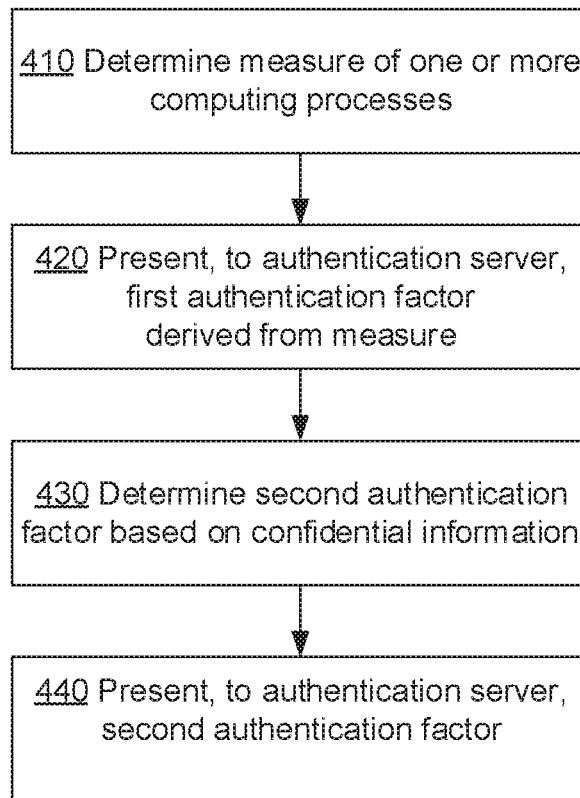 410 Determine measure of one or more
computing processes
420 Present, to authentication server,
first authentication factor
derived from measure
430 Determine second authentication
factor based on confidential information
440 Present, to authentication server,
second authentication factor